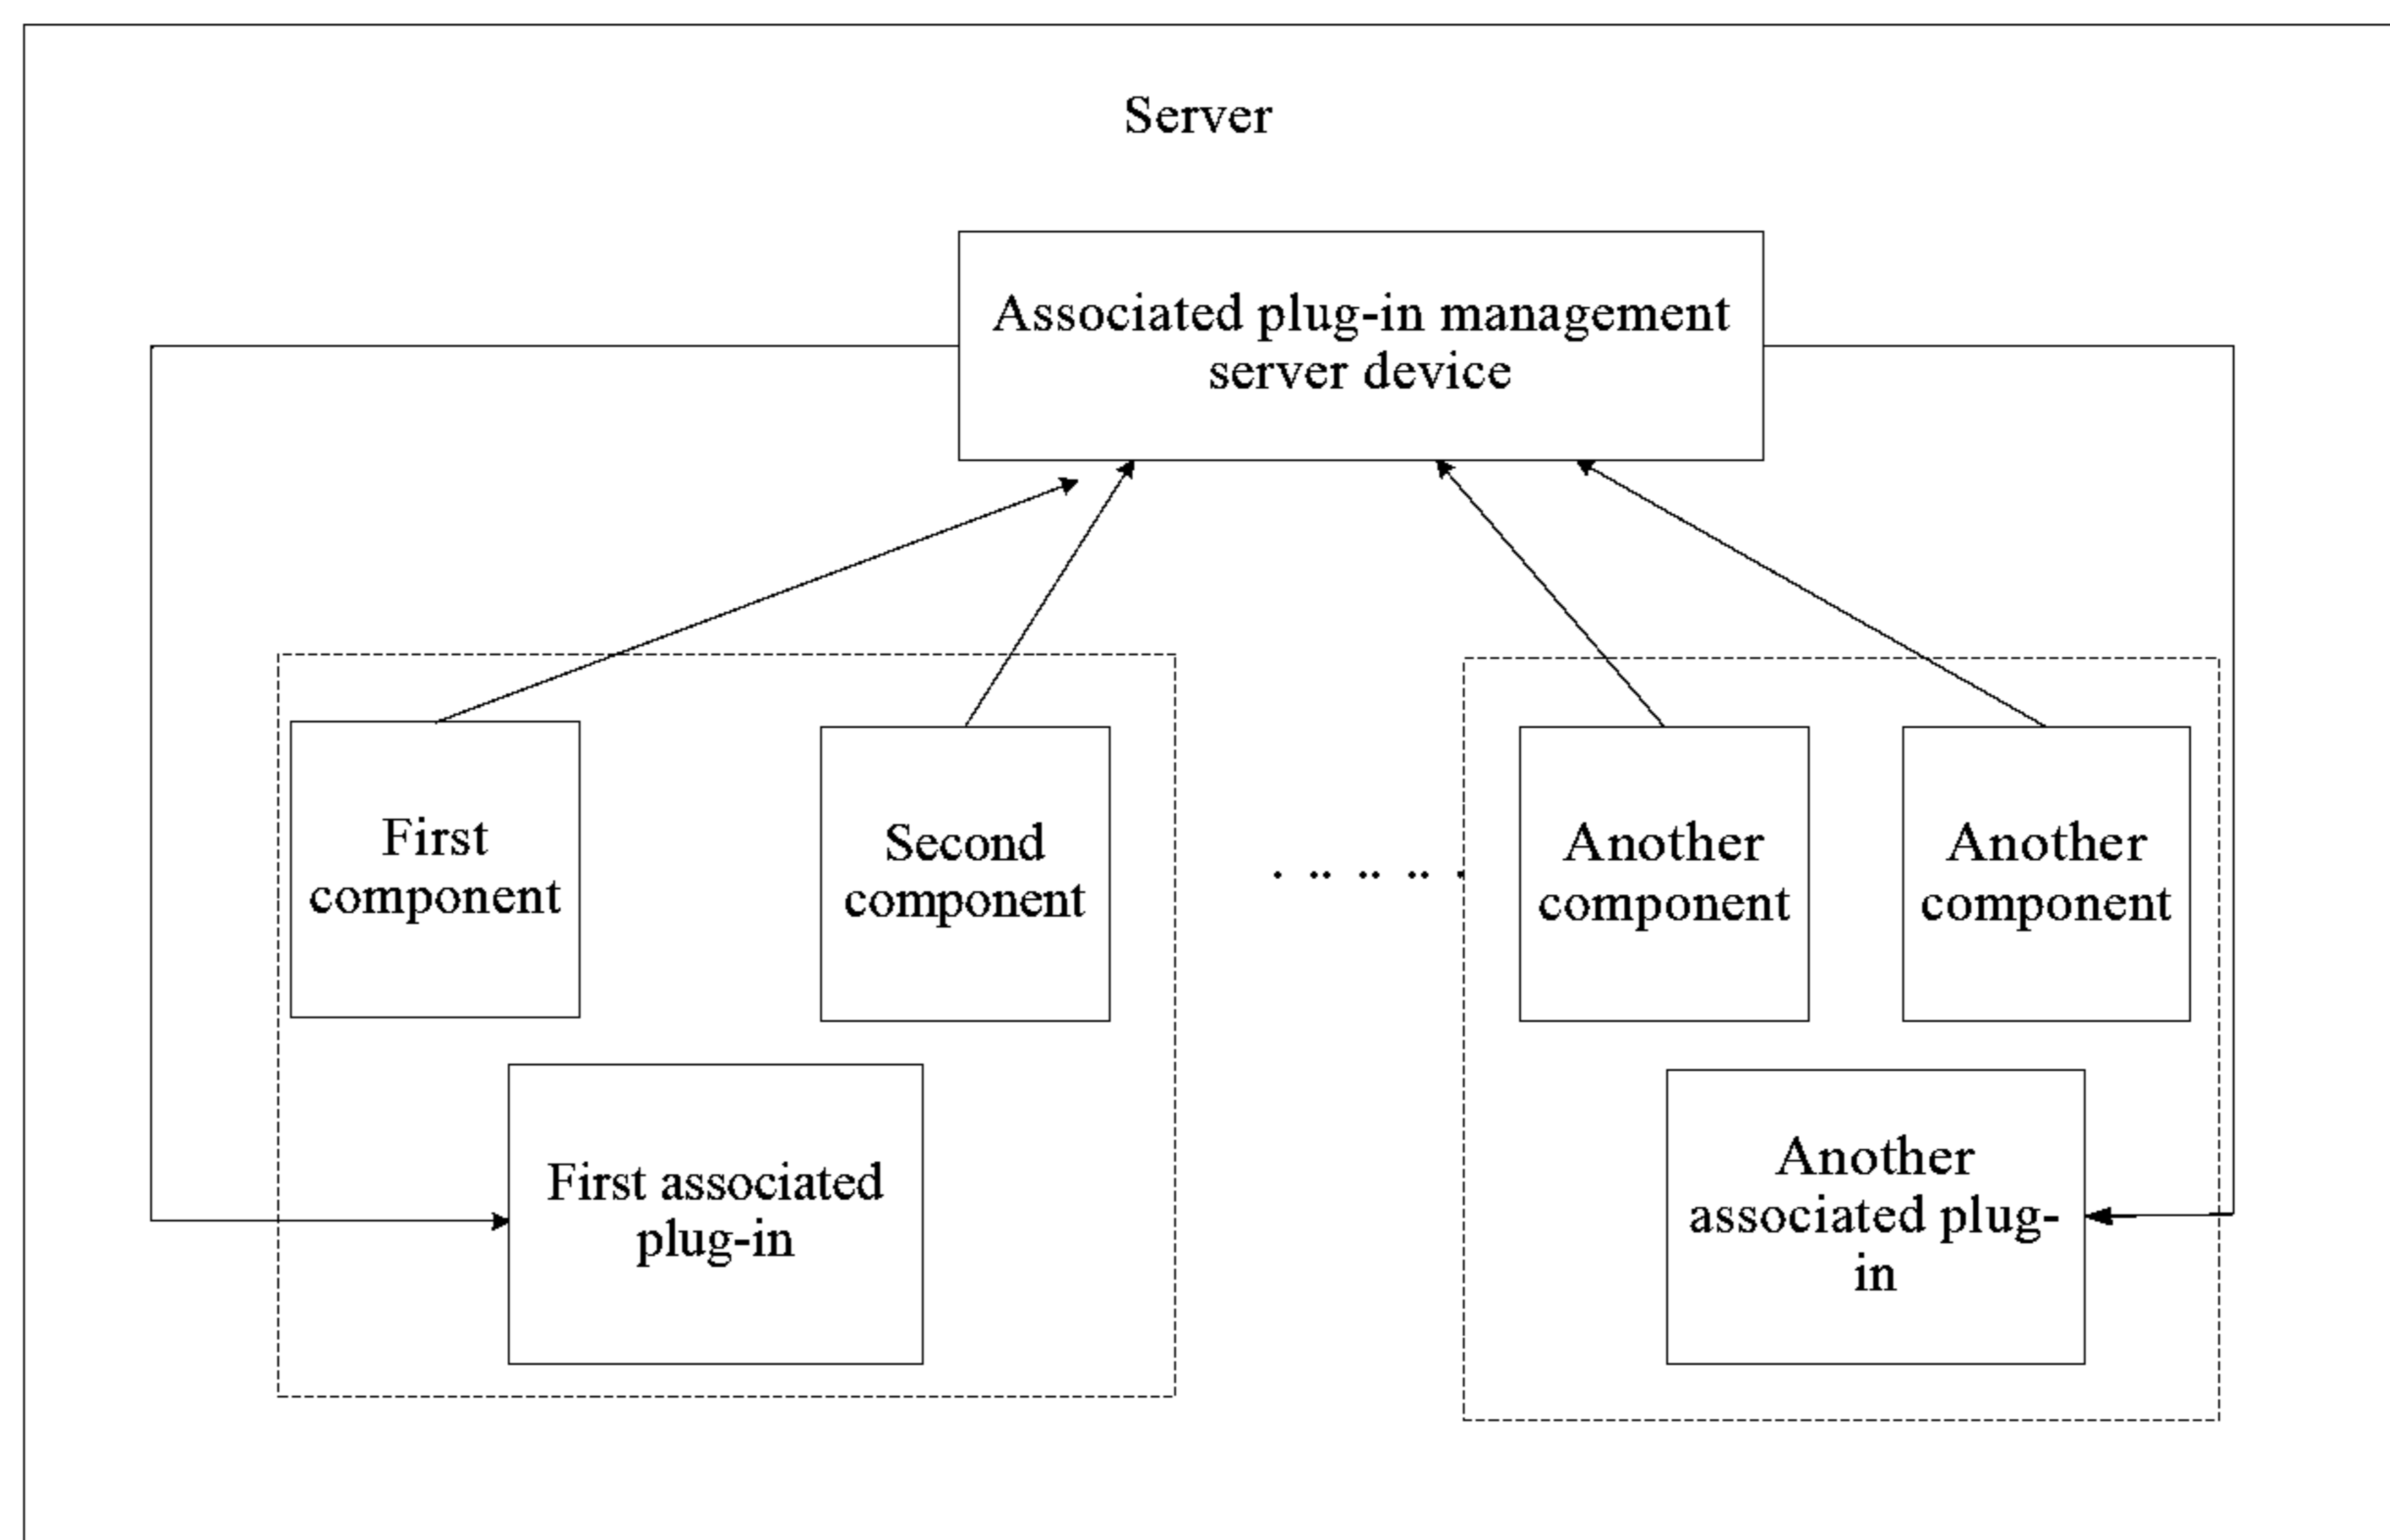 Server
Associated plug-in management
server device
First
component
Second
component
. .. .. .. .
Another
component
Another
component
First associated
plug-in
Another
associated plug-
in